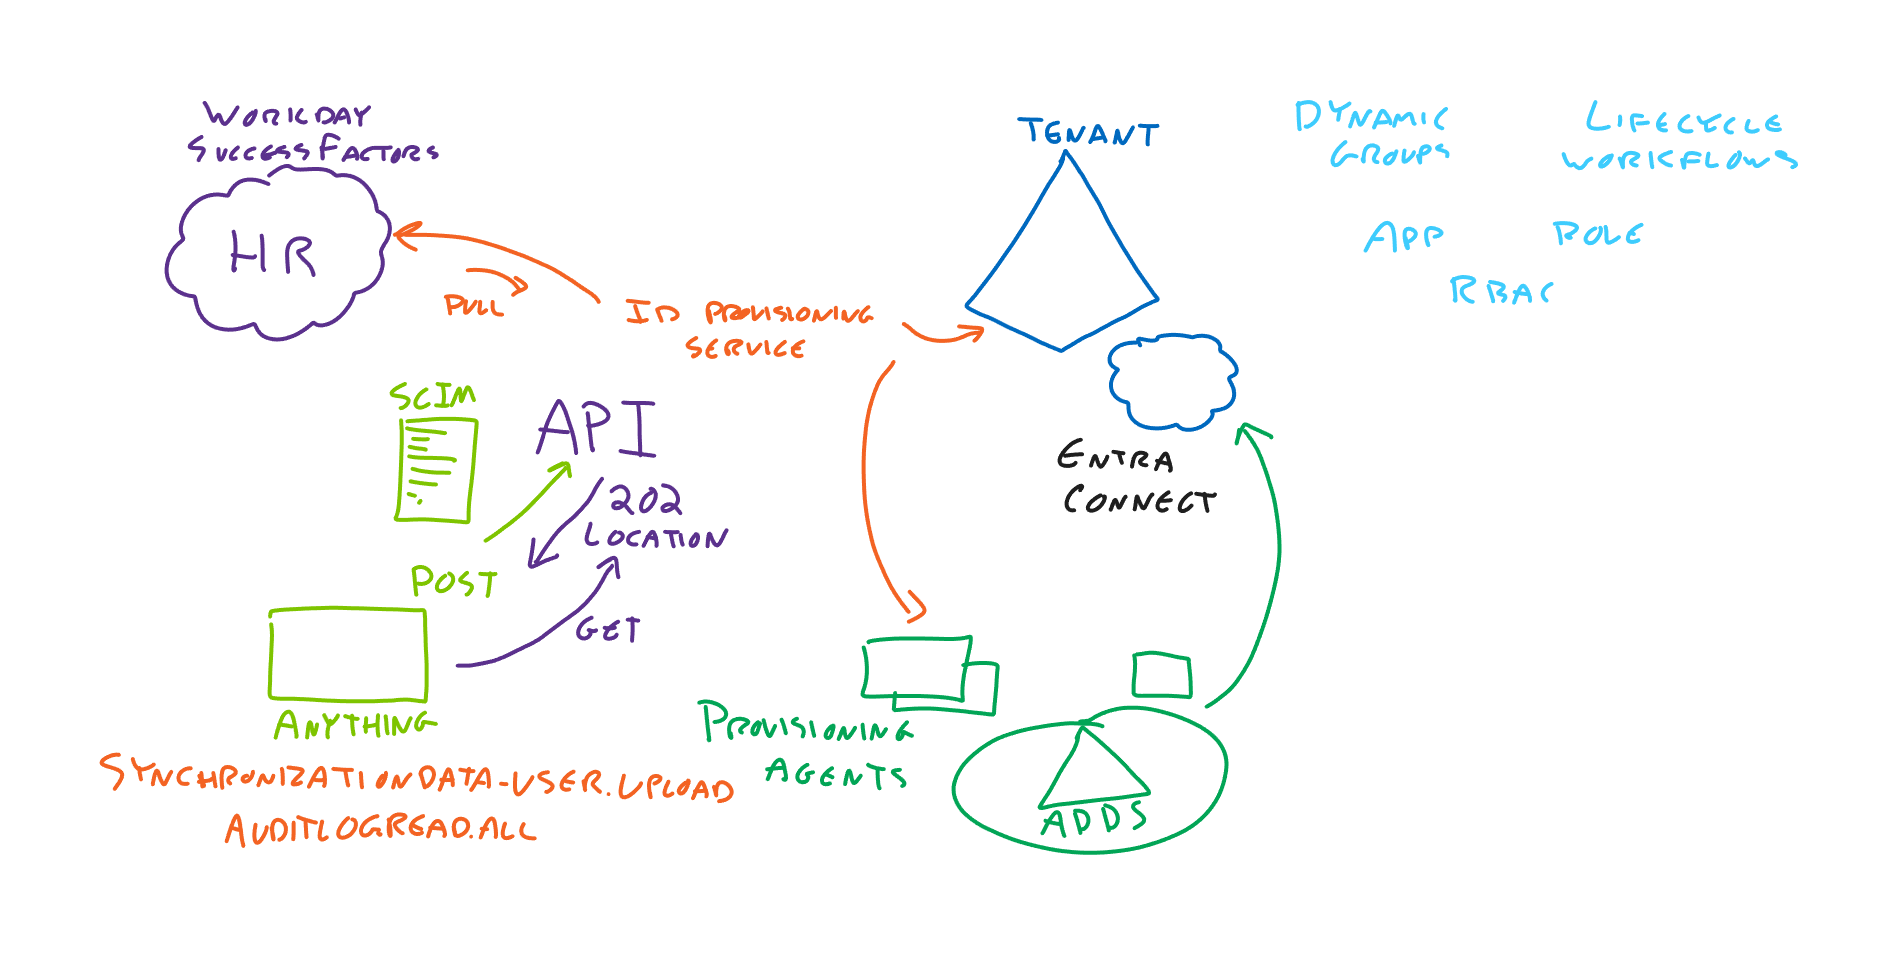 WORKDAY
SUCCESSFACTORS
HR
PULL
ID PROVISIONING
SERVICE
SCIM
API
202
LOCATION
POST
GET
ANYTHING
SYNCHRONIZATIONDATA-USER.UPLOAD
AUDITLOGREAD.ALL
TENANT
ENTRA
CONNECT
PROVISIONING
AGENTS
ADDS
DYNAMIC
GROUPS
LIFECYCLE
WORKFLOWS
APP
ROLE
RBAC